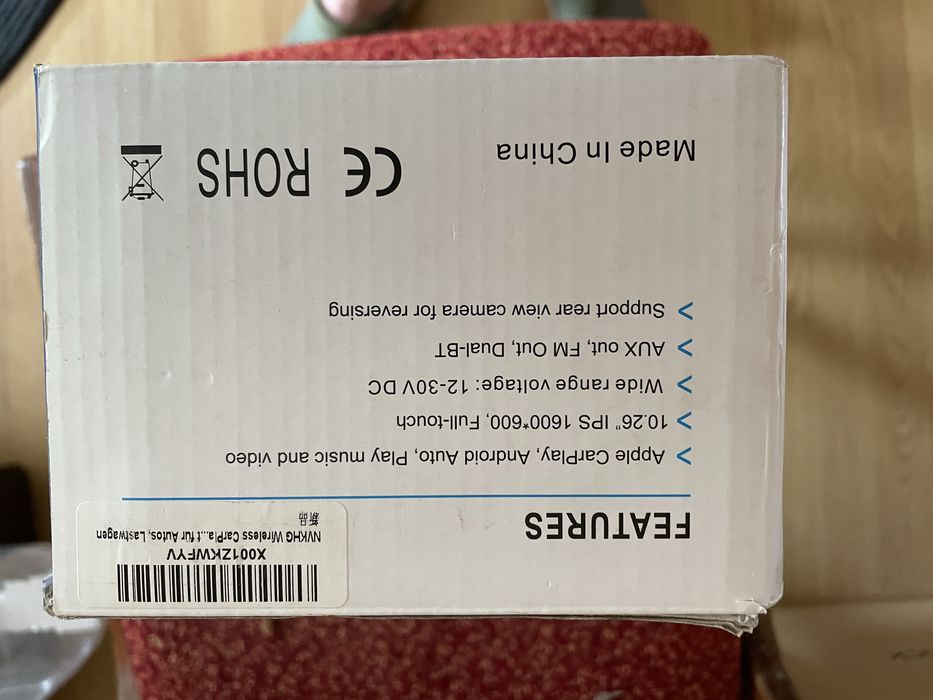 X001ZKWFYV
NVKHG Wireless CarPla...t für Autos, Lastwagen
新品
FEATURES
> Apple CarPlay, Android Auto, Play music and video
> 10.26" IPS 1600*600, Full-touch
> Wide range voltage: 12-30V DC
> AUX out, FM Out, Dual-BT
> Support rear view camera for reversing
Made In China
CE ROHS